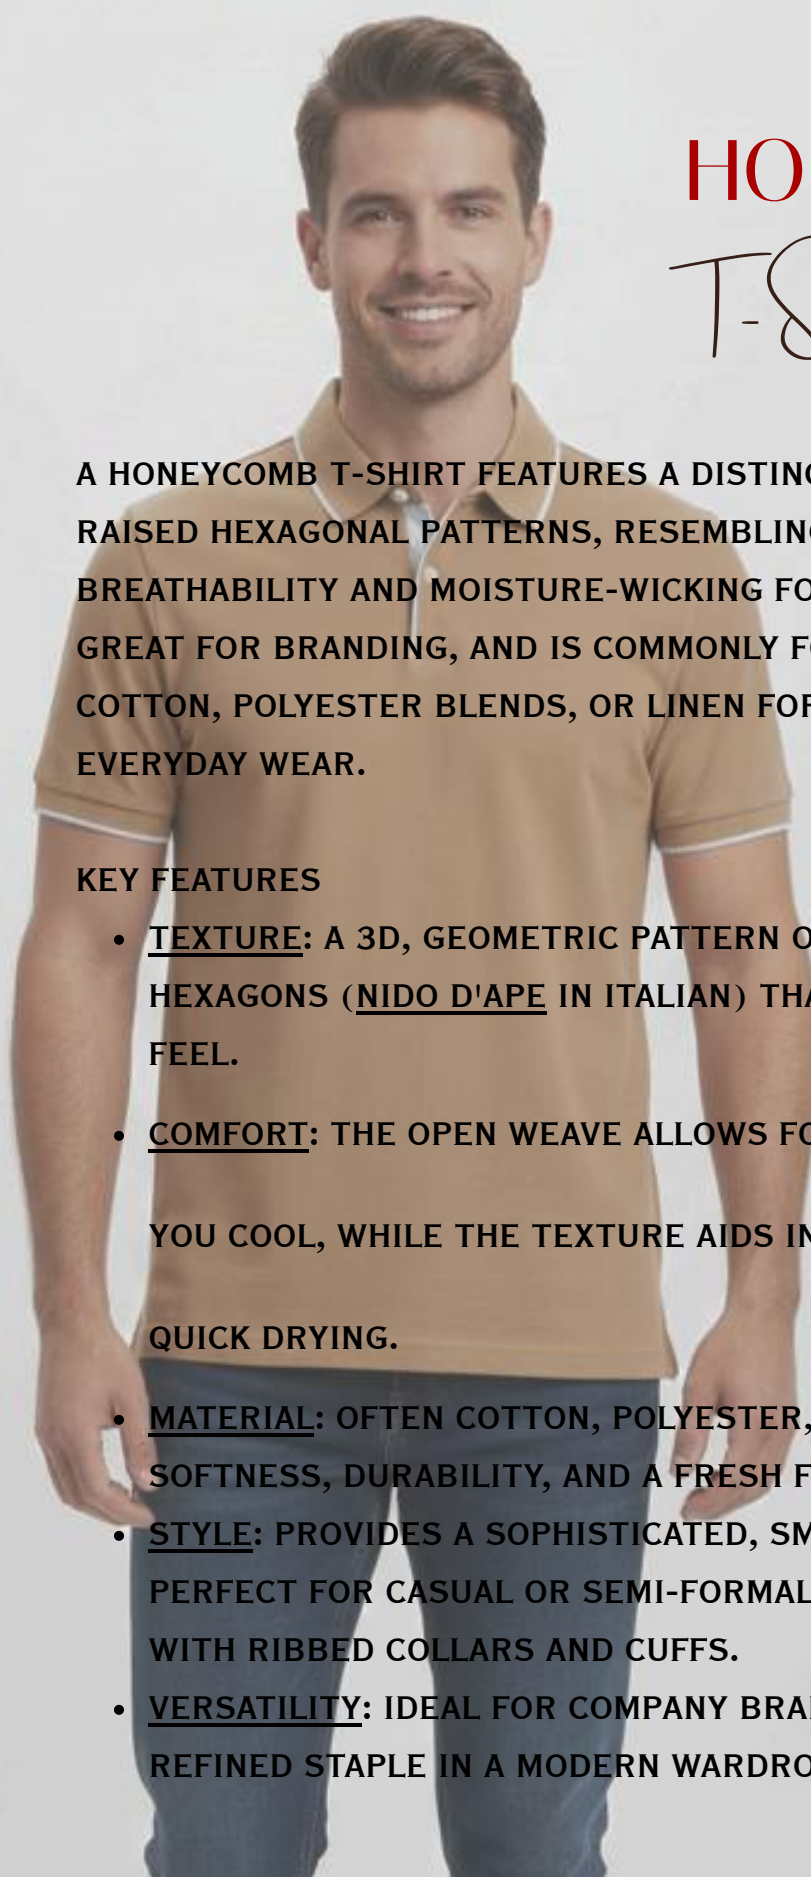 HO
T-S
A HONEYCOMB T-SHIRT FEATURES A DISTINC
RAISED HEXAGONAL PATTERNS, RESEMBLING
BREATHABILITY AND MOISTURE-WICKING FO
GREAT FOR BRANDING, AND IS COMMONLY FO
COTTON, POLYESTER BLENDS, OR LINEN FOR
EVERYDAY WEAR.
KEY FEATURES
• TEXTURE: A 3D, GEOMETRIC PATTERN O
HEXAGONS (NIDO D'APE IN ITALIAN) THA
FEEL.
• COMFORT: THE OPEN WEAVE ALLOWS FO
YOU COOL, WHILE THE TEXTURE AIDS IN
QUICK DRYING.
• MATERIAL: OFTEN COTTON, POLYESTER,
SOFTNESS, DURABILITY, AND A FRESH F
• STYLE: PROVIDES A SOPHISTICATED, SM
PERFECT FOR CASUAL OR SEMI-FORMAL
WITH RIBBED COLLARS AND CUFFS.
• VERSATILITY: IDEAL FOR COMPANY BRA
REFINED STAPLE IN A MODERN WARDRO